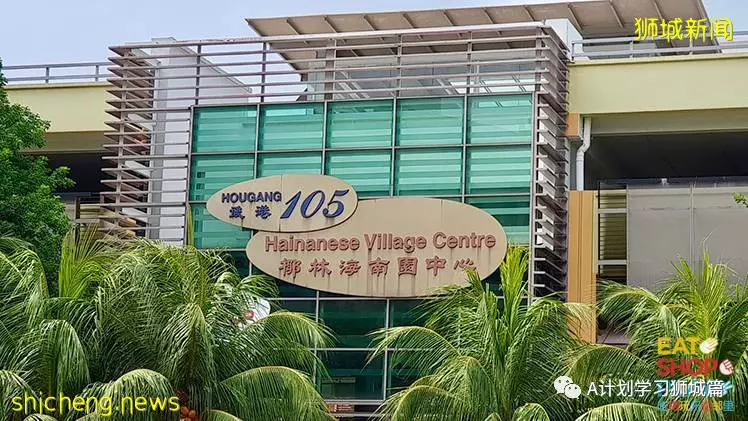 狮城新闻
HOUGANG
後港 105
Hainanese Village Centre
椰林海南园中心
EAT
SHOP
A计划学习狮城篇
shicheng.news